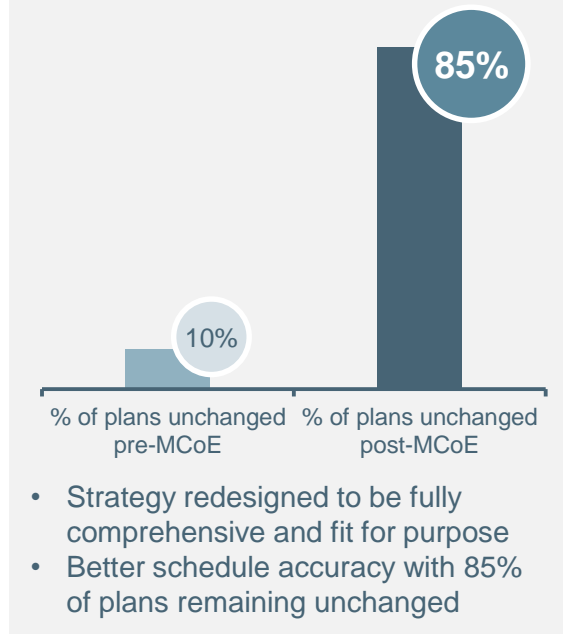 85%
10%
% of plans unchanged
pre-MCoE
% of plans unchanged
post-MCoE
• Strategy redesigned to be fully
comprehensive and fit for purpose
• Better schedule accuracy with 85%
of plans remaining unchanged